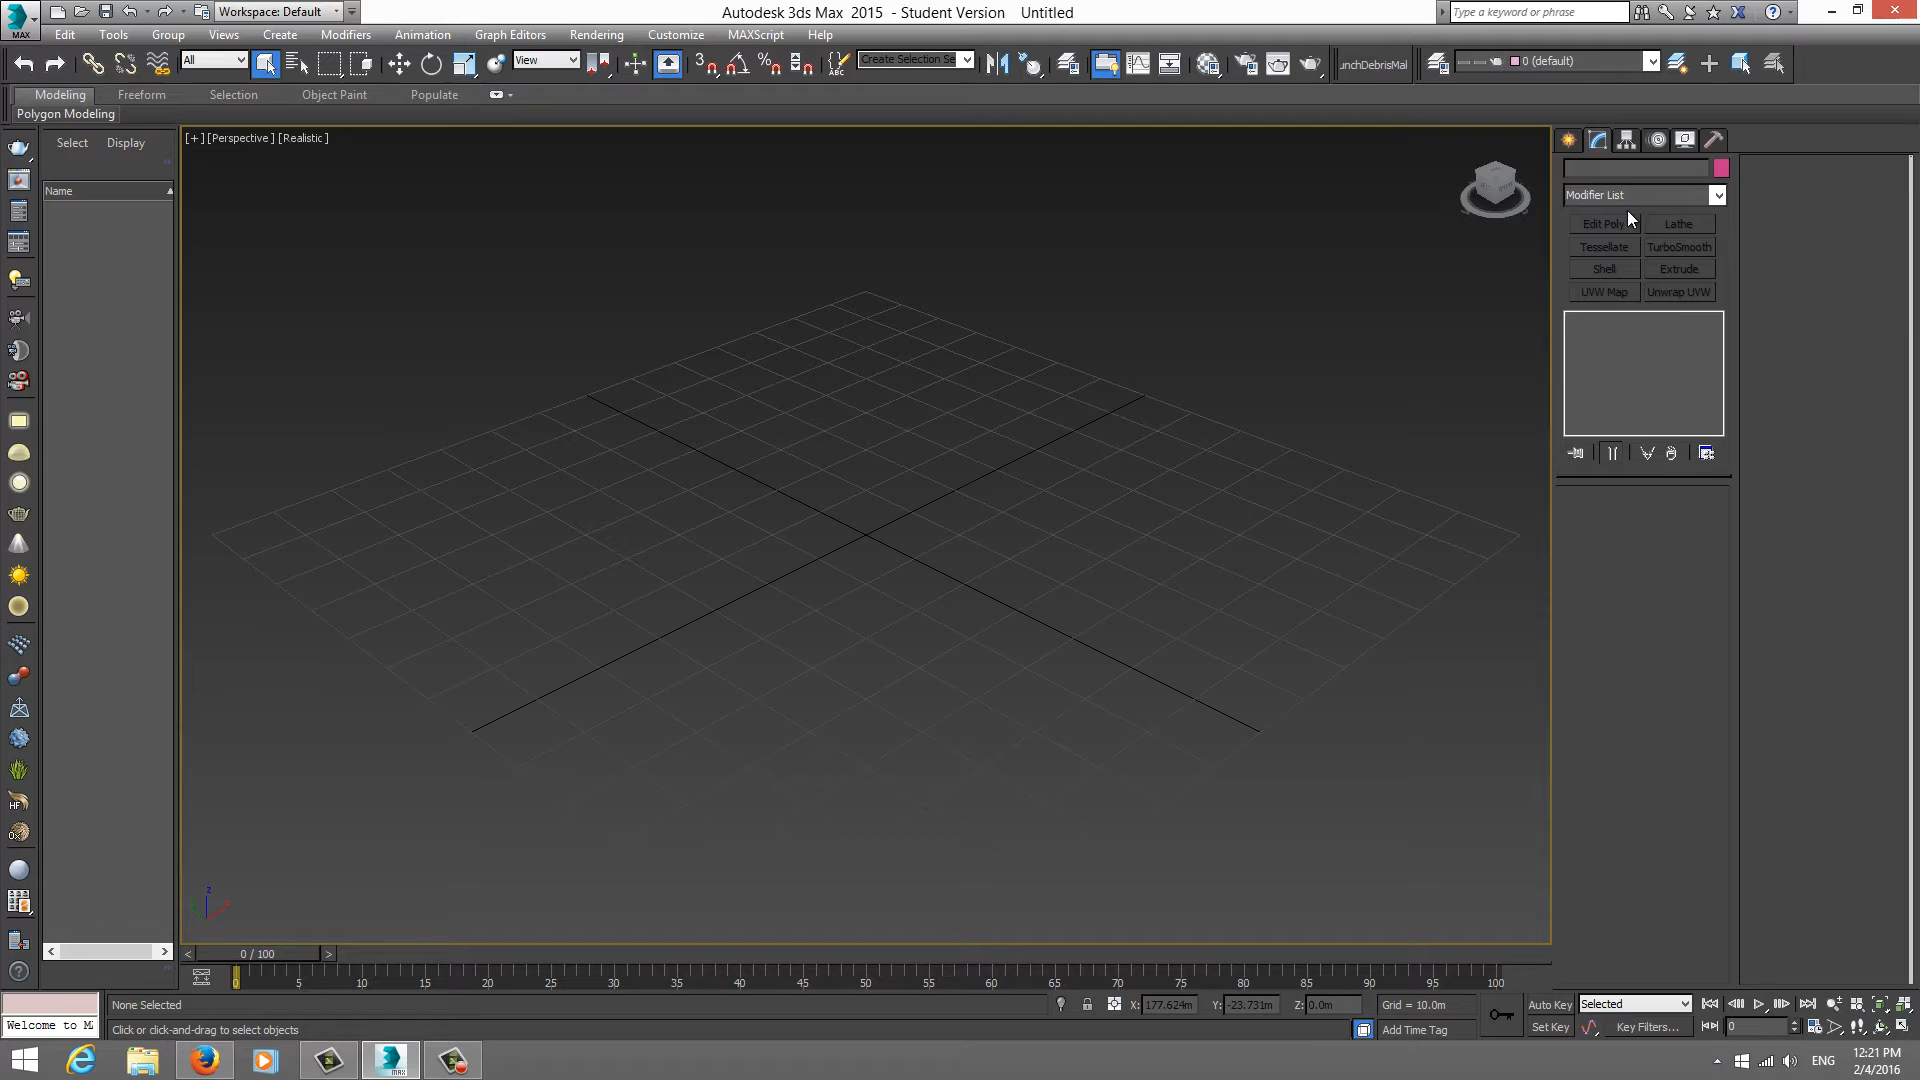 Workspace: Default
Autodesk 3ds Max  2015 - Student Version    Untitled
Type a keyword or phrase
MAX
Edit Tools Group Views Create Modifiers Animation Graph Editors Rendering Customize MAXScript Help
All
View
3
ABC
Create Selection Se
unchDebrisMal
0 (default)
Modeling Freeform Selection Object Paint Populate
Polygon Modeling
Select Display
Name
[+] [Perspective ] [Realistic ]
Modifier List
Edit Poly Lathe
Tessellate TurboSmooth
Shell Extrude
UVW Map Unwrap UVW
HF
z
x
< 0 / 100 >
0 5 10 15 20 25 30 35 40 45 50 55 60 65 70 75 80 85 90 95 100
None Selected
X: 177.624m Y: -23.731m Z: 0.0m Grid = 10.0m
Auto Key Selected
Welcome to M
Click or click-and-drag to select objects
Add Time Tag
Set Key Key Filters... 0
MAX
ENG
12:21 PM
2/4/2016